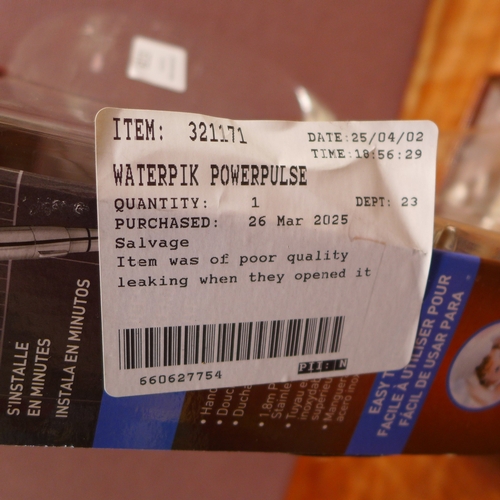 ITEM: 321171
DATE:25/04/02
TIME:18:56:29
WATERPIK POWERPULSE
QUANTITY: 1 DEPT: 23
PURCHASED: 26 Mar 2025
Salvage
Item was of poor quality
leaking when they opened it
660627754
S'INSTALLE
EN MINUTES
INSTALA EN MINUTOS
EASY
FACILE À UTILISER POUR
FÁCIL DE USAR PARA